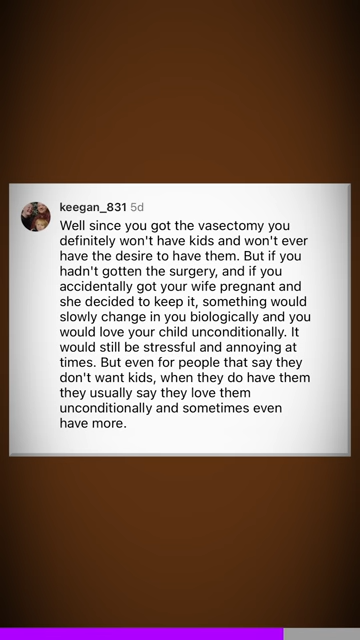 keegan_831 5d
Well since you got the vasectomy you
definitely won't have kids and won't ever
have the desire to have them. But if you
hadn't gotten the surgery, and if you
accidentally got your wife pregnant and
she decided to keep it, something would
slowly change in you biologically and you
would love your child unconditionally. It
would still be stressful and annoying at
times. But even for people that say they
don't want kids, when they do have them
they usually say they love them
unconditionally and sometimes even
have more.